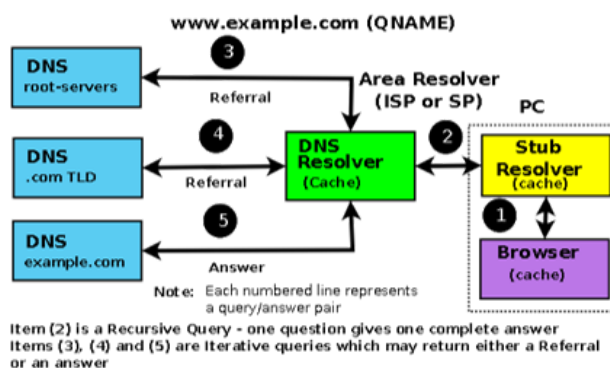 www.example.com (QNAME)
DNS
root-servers
3
Referral
Area Resolver
(ISP or SP)
PC
DNS
.com TLD
4
Referral
DNS
Resolver
(Cache)
2
Stub
Resolver
(cache)
1
DNS
example.com
5
Answer
Browser
(cache)
Note: Each numbered line represents
a query/answer pair
Item (2) is a Recursive Query - one question gives one complete answer
Items (3), (4) and (5) are Iterative queries which may return either a Referral
or an answer